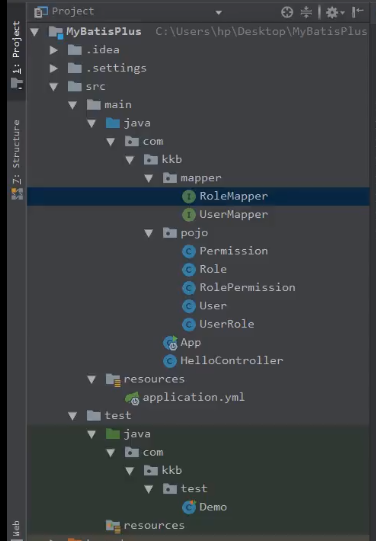 Project
1: Project
MyBatisPlus C:\Users\hp\Desktop\MyBatisPlus
.idea
.settings
src
main
java
com
kkb
mapper
RoleMapper
UserMapper
pojo
Permission
Role
RolePermission
User
UserRole
App
HelloController
resources
application.yml
test
java
com
kkb
test
Demo
resources
Z: Structure
Web